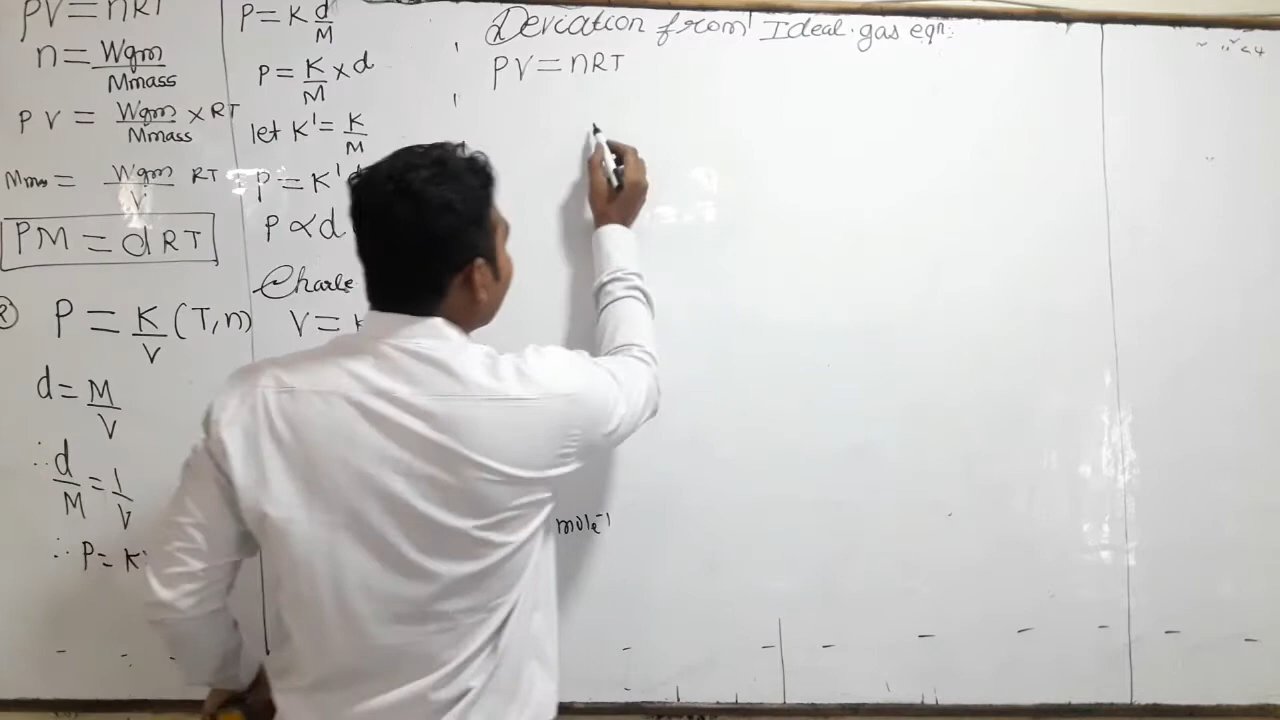 PV = nRT
n = Wgm / Mmass
PV = Wgm / Mmass × RT
Mmass = Wgm / V RT
PM = dRT
P = K / V (T, n)
d = M / V
∴ d / M = 1 / V
∴ P = K
P = K d / M
P = K / M × d
let K' = K / M
P = K'
P ∝ d
Charle
V =
Deviation from Ideal gas eqn.
PV = nRT
mole⁻¹